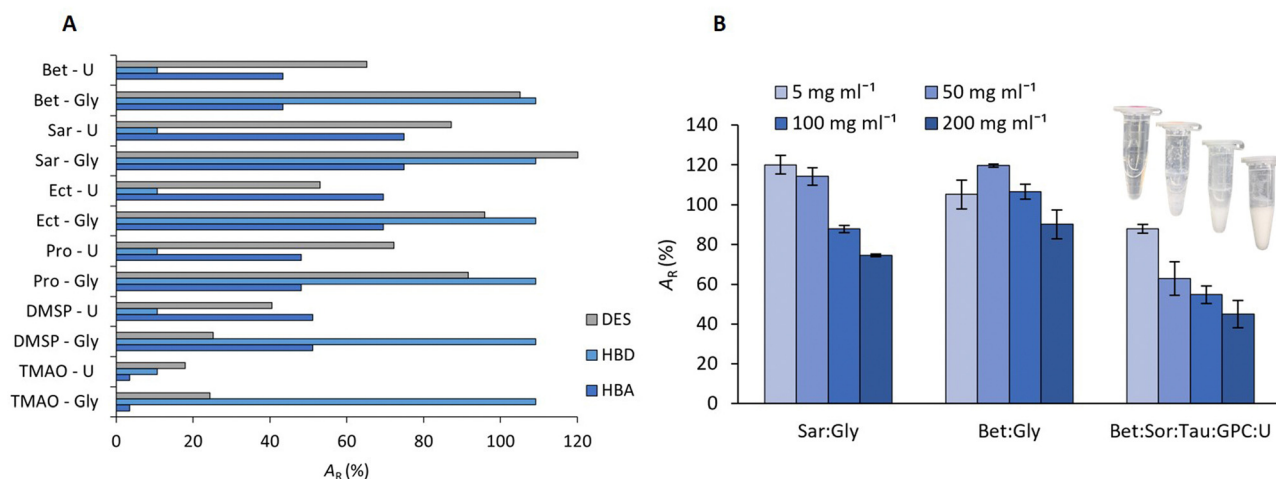 A
Bet - U
Bet - Gly
Sar - U
Sar - Gly
Ect - U
Ect - Gly
Pro - U
Pro - Gly
DMSP - U
DMSP - Gly
TMAO - U
TMAO - Gly
0 20 40 60 80 100 120
A_R (%)
DES
HBD
HBA
B
5 mg ml⁻¹ 50 mg ml⁻¹
100 mg ml⁻¹ 200 mg ml⁻¹
A_R (%)
140
120
100
80
60
40
20
0
Sar:Gly Bet:Gly Bet:Sor:Tau:GPC:U